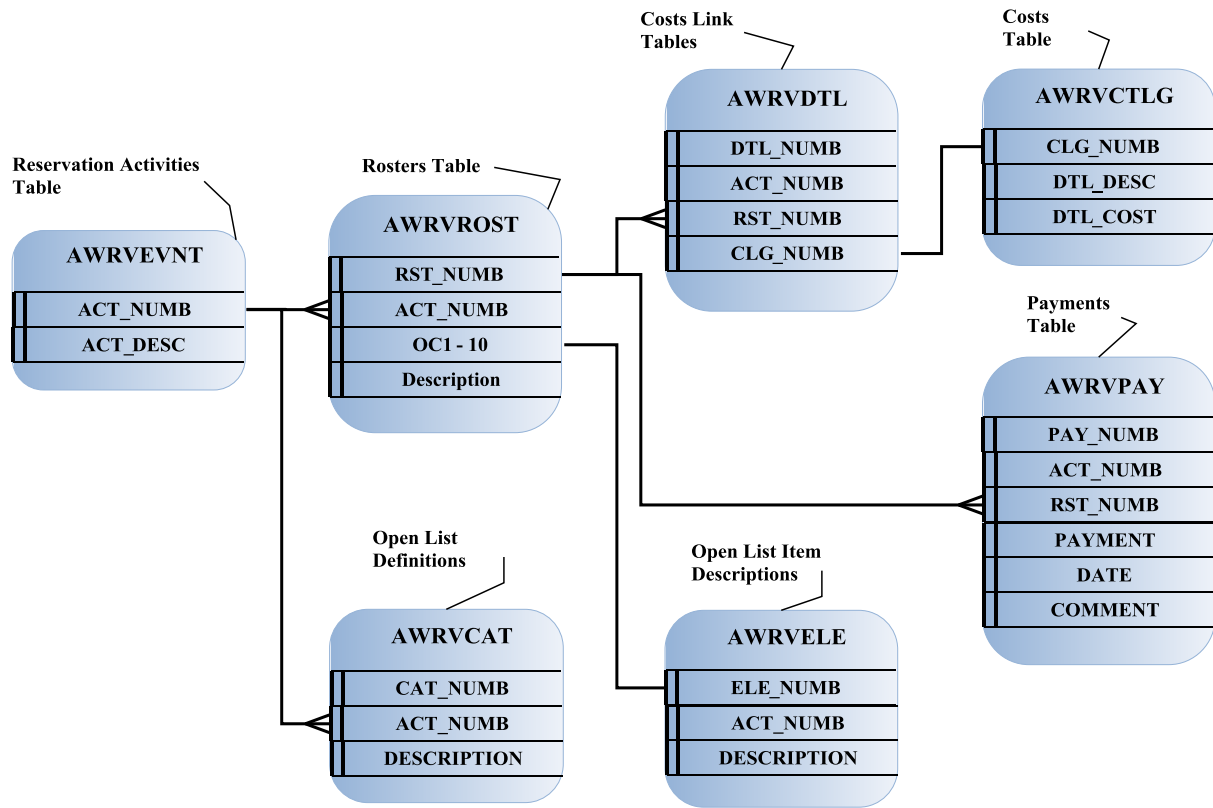 Costs Link
Tables
AWRVDTL
DTL_NUMB
ACT_NUMB
RST_NUMB
CLG_NUMB
Costs
Table
AWRVCTLG
CLG_NUMB
DTL_DESC
DTL_COST
Reservation Activities
Table
AWRVEVNT
ACT_NUMB
ACT_DESC
Rosters Table
AWRVROST
RST_NUMB
ACT_NUMB
OC1 - 10
Description
Payments
Table
AWRVPAY
PAY_NUMB
ACT_NUMB
RST_NUMB
PAYMENT
DATE
COMMENT
Open List
Definitions
AWRVCAT
CAT_NUMB
ACT_NUMB
DESCRIPTION
Open List Item
Descriptions
AWRVELE
ELE_NUMB
ACT_NUMB
DESCRIPTION